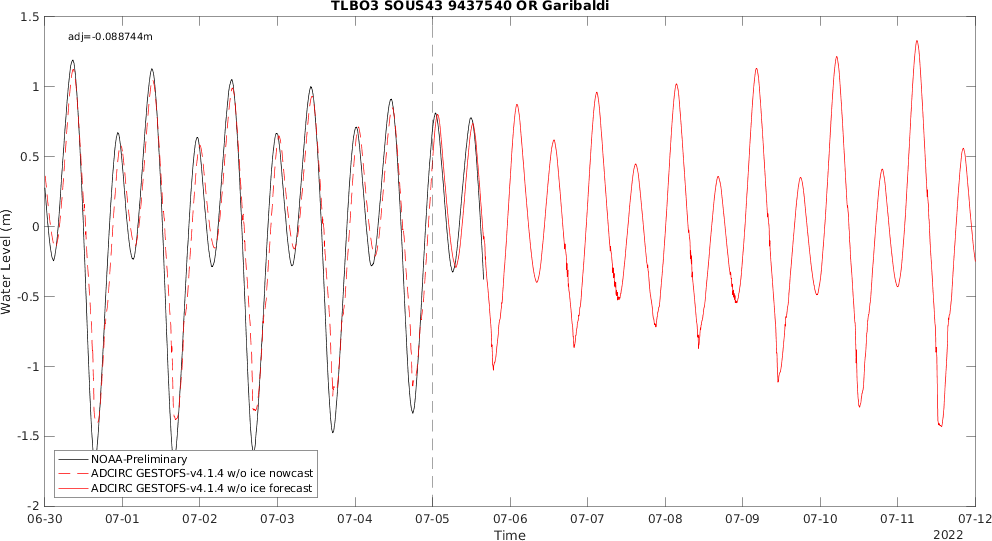 TLBO3 SOUS43 9437540 OR Garibaldi
adj=-0.088744m
1.5
1
0.5
0
-0.5
-1
-1.5
-2
Water Level (m)
NOAA-Preliminary
ADCIRC GESTOFS-v4.1.4 w/o ice nowcast
ADCIRC GESTOFS-v4.1.4 w/o ice forecast
06-30 07-01 07-02 07-03 07-04 07-05 07-06 07-07 07-08 07-09 07-10 07-11 07-12
Time
2022